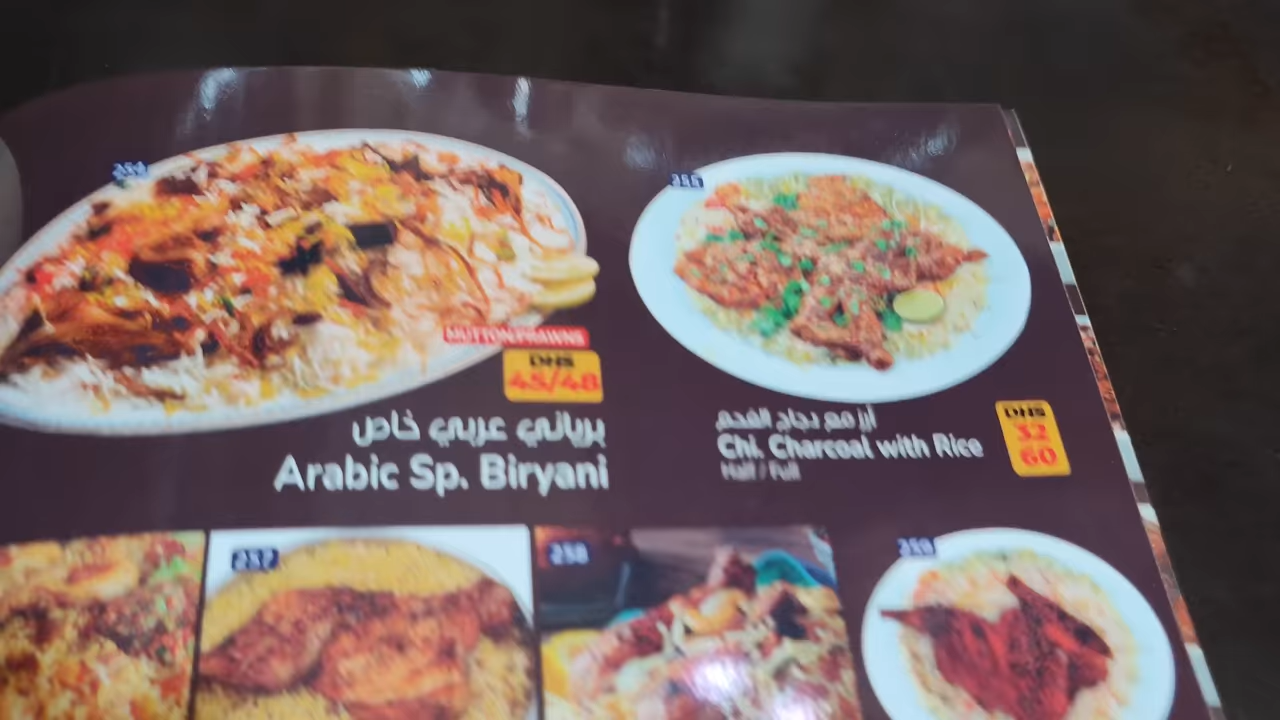 254
255
MUTTON/PRAWNS
DHS
45/48
برياني عربي خاص
Arabic Sp. Biryani
أرز مع دجاج الفحم
Chi. Charcoal with Rice
Half / Full
DHS
32
60
257
258
259